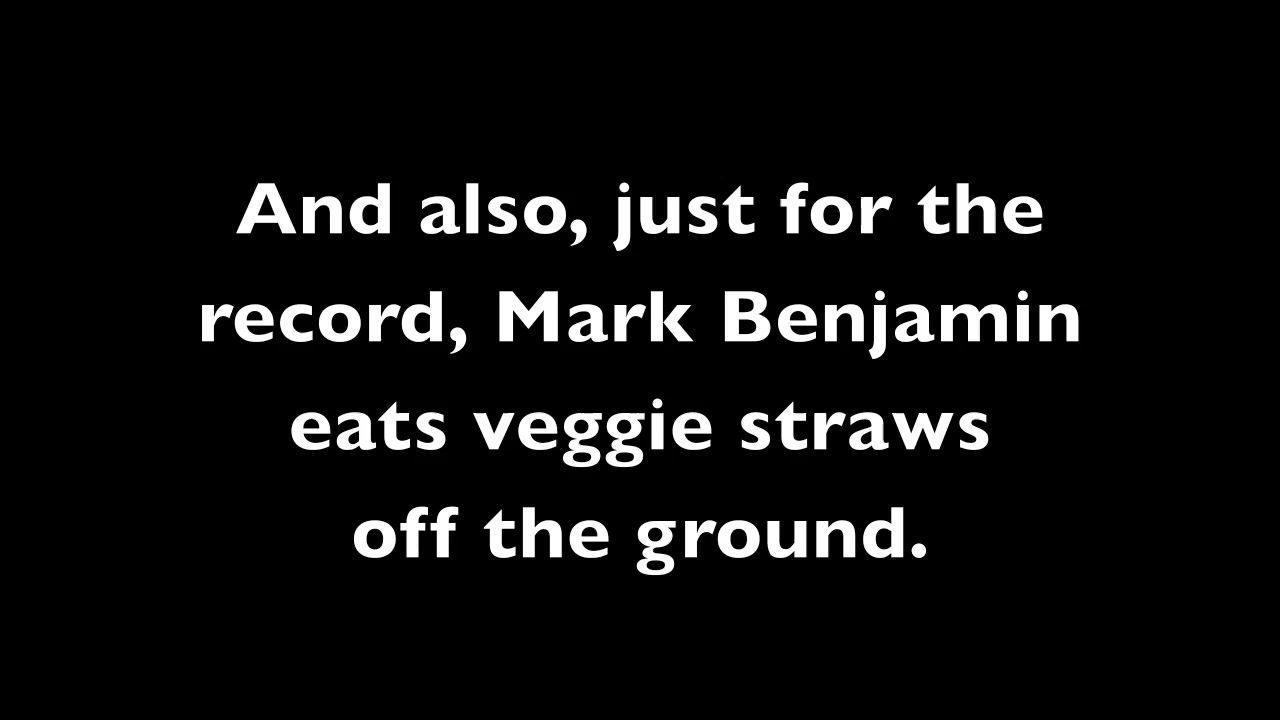 And also, just for the
record, Mark Benjamin
eats veggie straws
off the ground.